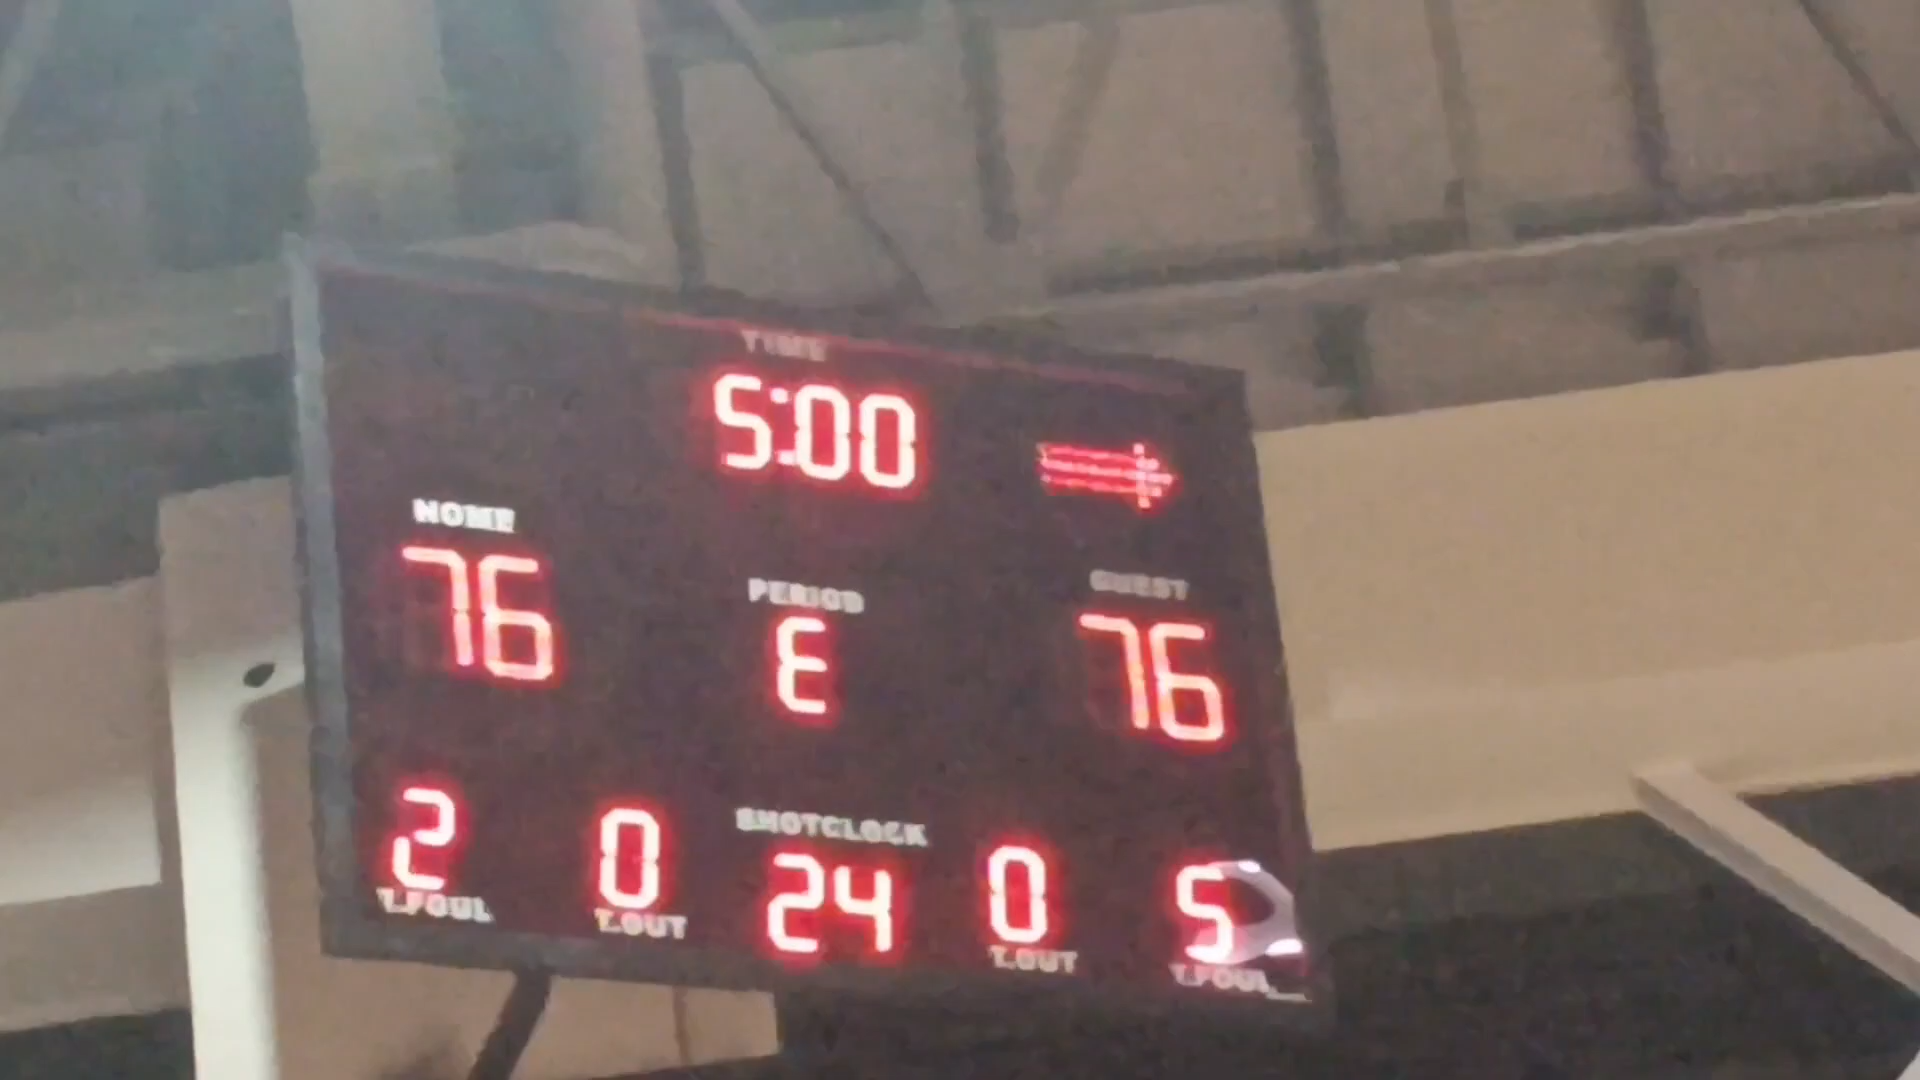 TIME
5:00
HOME
GUEST
76
PERIOD
E
76
SHOTCLOCK
2
0
24
0
5
T.FOUL
T.OUT
T.OUT
T.FOUL